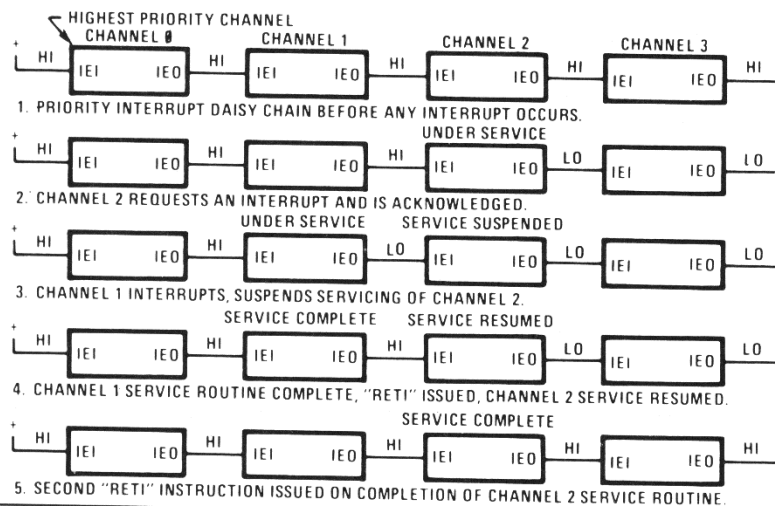 HIGHEST PRIORITY CHANNEL
CHANNEL 0 CHANNEL 1 CHANNEL 2 CHANNEL 3
+ HI IEI IEO HI IEI IEO HI IEI IEO HI IEI IEO HI
1. PRIORITY INTERRUPT DAISY CHAIN BEFORE ANY INTERRUPT OCCURS.
UNDER SERVICE
+ HI IEI IEO HI IEI IEO HI IEI IEO LO IEI IEO LO
2. CHANNEL 2 REQUESTS AN INTERRUPT AND IS ACKNOWLEDGED.
UNDER SERVICE SERVICE SUSPENDED
+ HI IEI IEO HI IEI IEO LO IEI IEO LO IEI IEO LO
3. CHANNEL 1 INTERRUPTS, SUSPENDS SERVICING OF CHANNEL 2.
SERVICE COMPLETE SERVICE RESUMED
+ HI IEI IEO HI IEI IEO HI IEI IEO LO IEI IEO LO
4. CHANNEL 1 SERVICE ROUTINE COMPLETE, "RETI" ISSUED, CHANNEL 2 SERVICE RESUMED.
SERVICE COMPLETE
+ HI IEI IEO HI IEI IEO HI IEI IEO HI IEI IEO HI
5. SECOND "RETI" INSTRUCTION ISSUED ON COMPLETION OF CHANNEL 2 SERVICE ROUTINE.